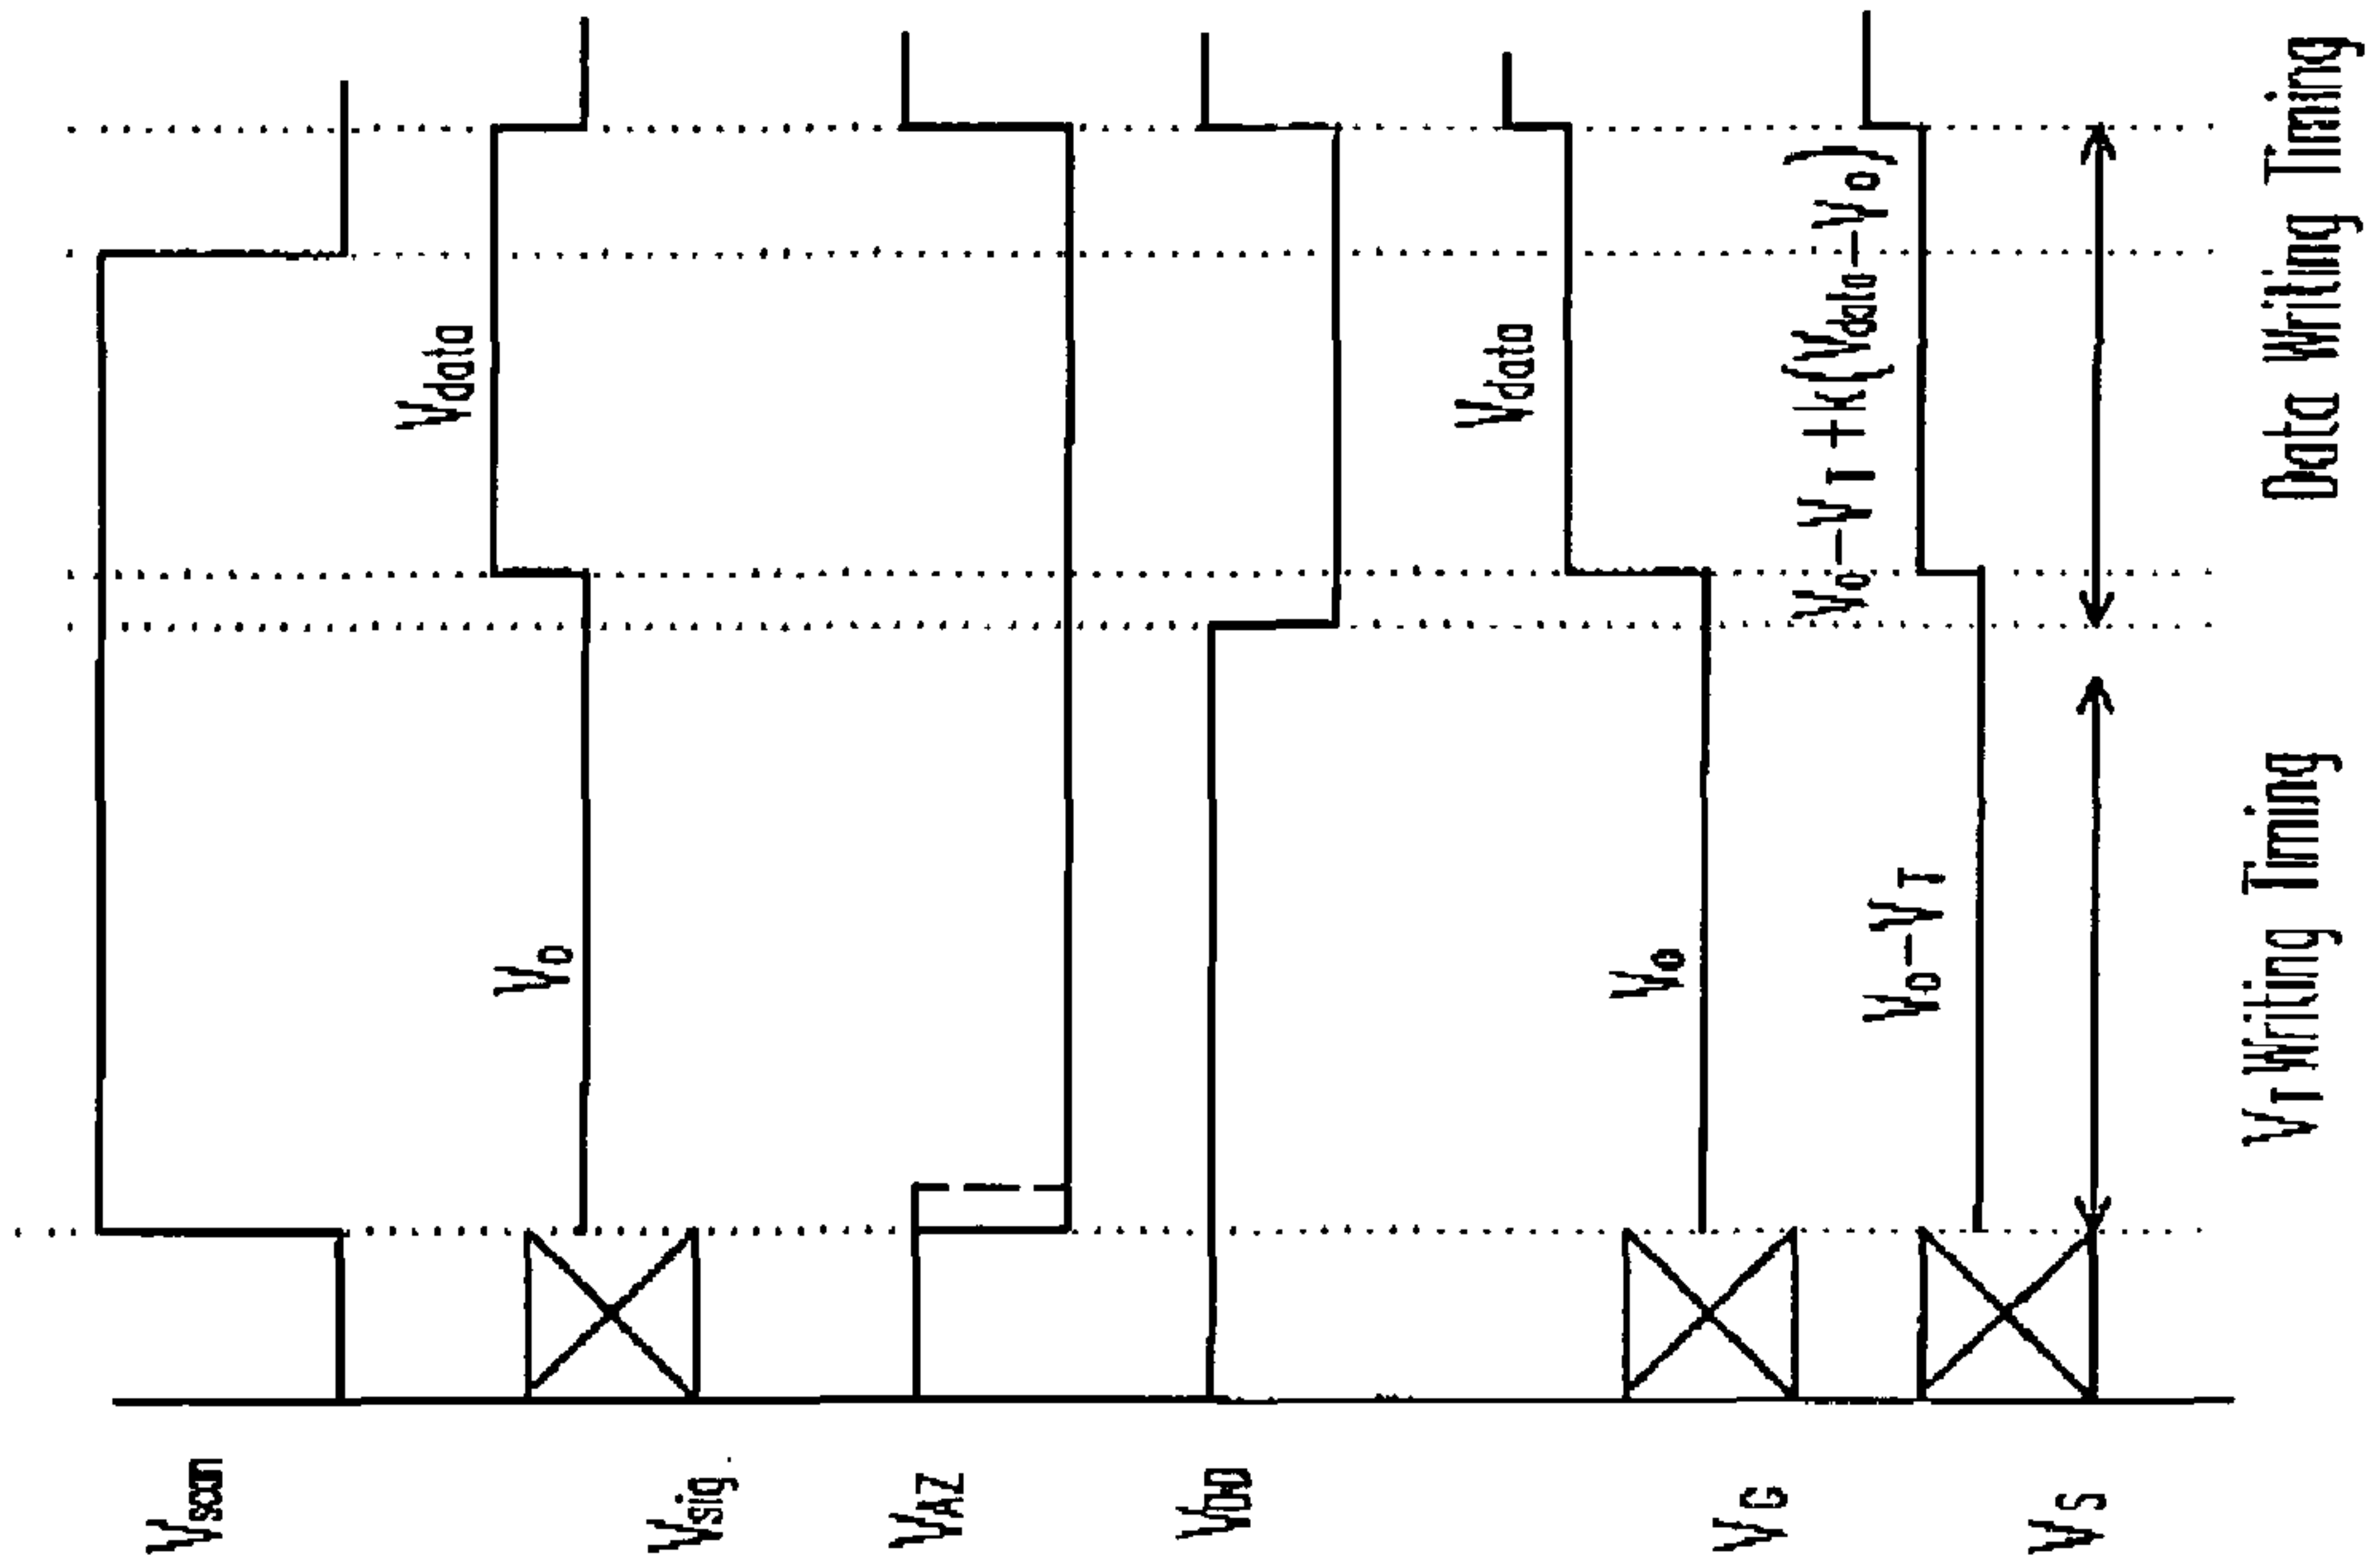 Vscan
Vdata
V0
Vsig.
VAZ
VDD
Vdata
V0
VG
V0-VT+k(Vdata-V0)
V0-VT
VS
VT Writing Timing
Data Writing Timing